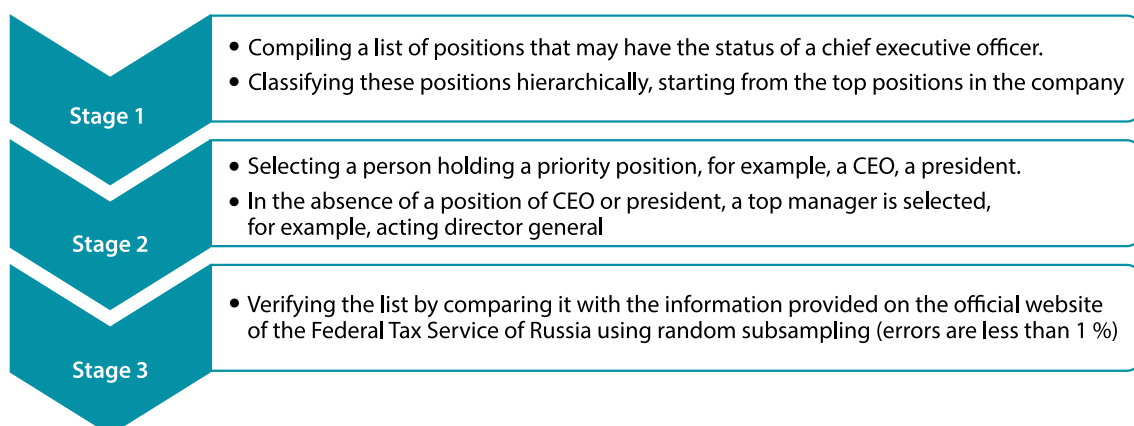 Stage 1
• Compiling a list of positions that may have the status of a chief executive officer.
• Classifying these positions hierarchically, starting from the top positions in the company
Stage 2
• Selecting a person holding a priority position, for example, a CEO, a president.
• In the absence of a position of CEO or president, a top manager is selected,
for example, acting director general
Stage 3
• Verifying the list by comparing it with the information provided on the official website
of the Federal Tax Service of Russia using random subsampling (errors are less than 1 %)